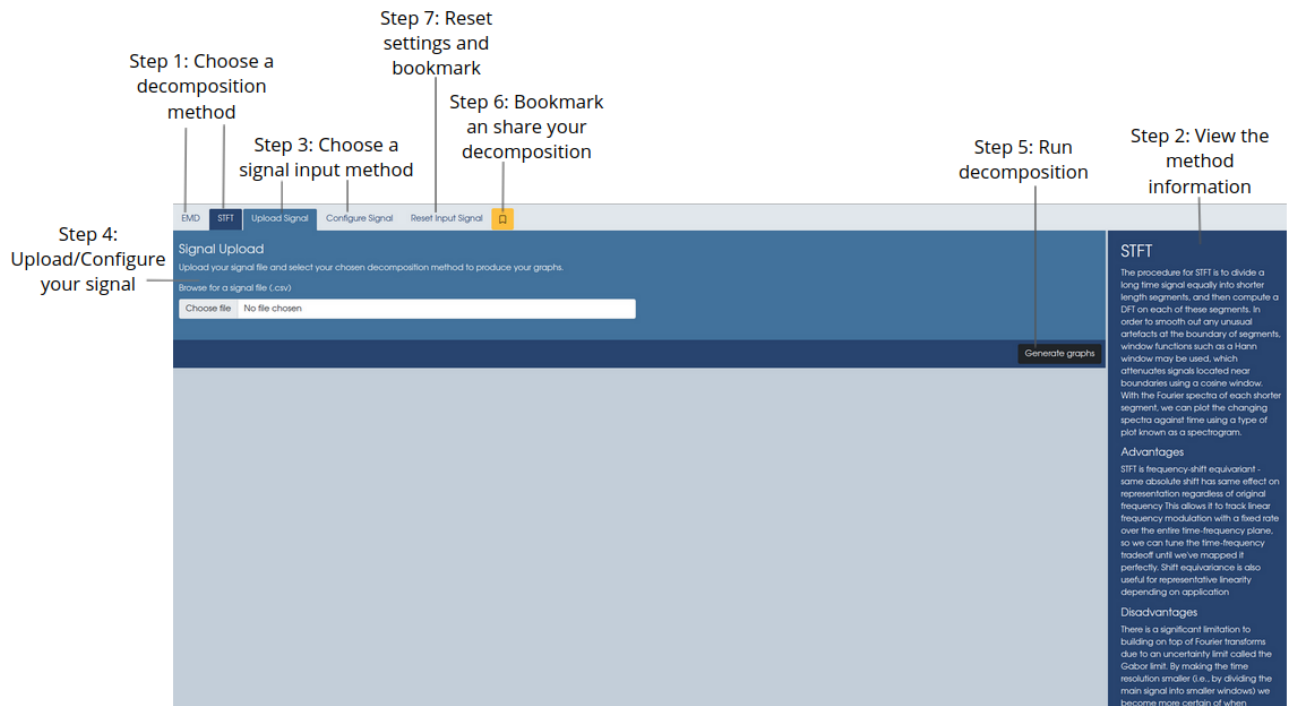 Step 7: Reset
settings and
bookmark
Step 1: Choose a
decomposition
method
Step 6: Bookmark
an share your
decomposition
Step 3: Choose a
signal input method
Step 5: Run
decomposition
Step 2: View the
method
information
EMD STFT Upload Signal Configure Signal Reset Input Signal
Step 4:
Upload/Configure
your signal
Signal Upload
Upload your signal file and select your chosen decomposition method to produce your graphs.
Browse for a signal file (.csv)
Choose file No file chosen
Generate graphs
STFT
The procedure for STFT is to divide a
long time signal equally into shorter
length segments, and then compute a
DFT on each of these segments. In
order to smooth out any unusual
artefacts at the boundary of segments,
window functions such as a Hann
window may be used, which
attenuates signals located near
boundaries using a cosine window.
With the Fourier spectra of each shorter
segment, we can plot the changing
spectra against time using a type of
plot known as a spectrogram.
Advantages
STFT is frequency-shift equivariant -
same absolute shift has same effect on
representation regardless of original
frequency This allows it to track linear
frequency modulation with a fixed rate
over the entire time-frequency plane,
so we can tune the time-frequency
tradeoff until we've mapped it
perfectly. Shift equivariance is also
useful for representative linearity
depending on application
Disadvantages
There is a significant limitation to
building on top of Fourier transforms
due to an uncertainty limit called the
Gabor limit. By making the time
resolution smaller (i.e., by dividing the
main signal into smaller windows) we
become more certain of when